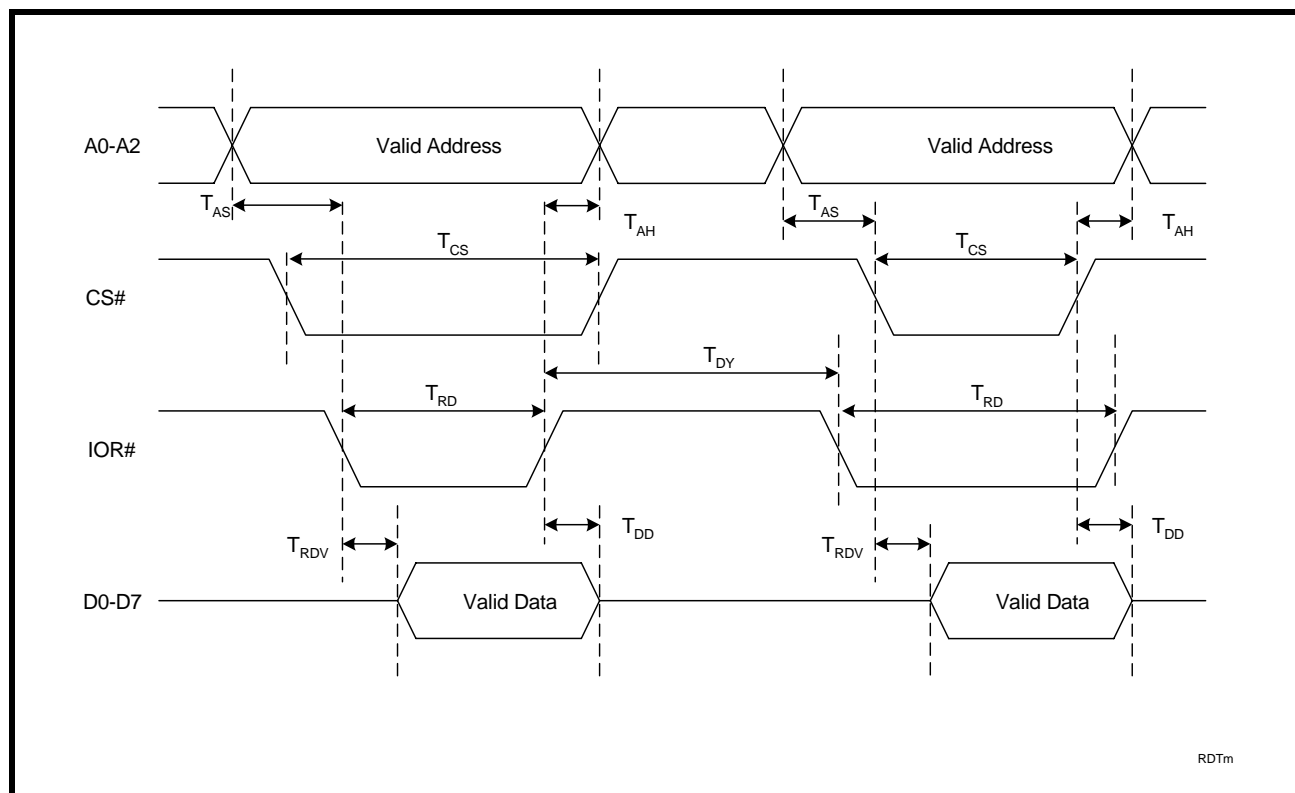 A0-A2
Valid Address
Valid Address
TAS
TAH
TAS
TAH
TCS
TCS
CS#
TDY
TRD
TRD
IOR#
TRDV
TDD
TRDV
TDD
D0-D7
Valid Data
Valid Data
RDTm